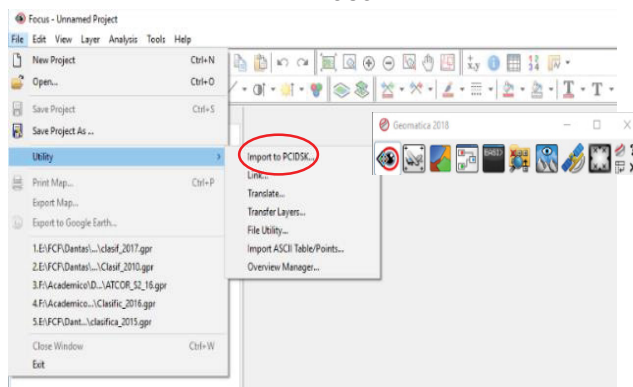 Focus - Unnamed Project
File Edit View Layer Analysis Tools Help
New Project Ctrl+N
Open... Ctrl+O
Save Project Ctrl+S
Save Project As ...
Utility
Print Map... Ctrl+P
Export Map...
Export to Google Earth...
1.E:\FCF\Dantas\...\clasif_2017.gpr
2.E:\FCF\Dantas\...\Clasif_2010.gpr
3.F:\Academico\D...\ATCOR_S2_16.gpr
4.F:\Academico...\Clasific_2016.gpr
5.E:\FCF\Dant...\clasifica_2015.gpr
Close Window Ctrl+W
Exit
Import to PCIDSK...
Link...
Translate...
Transfer Layers...
File Utility...
Import ASCII Table/Points...
Overview Manager...
Geomatica 2018